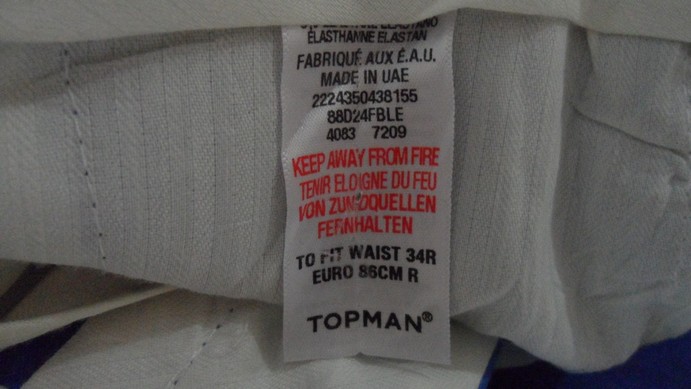 ÉLASTHANNE ELASTAN
FABRIQUÉ AUX É.A.U.
MADE IN UAE
2224350438155
88D24FBLE
4083 7209
KEEP AWAY FROM FIRE
TENIR ELOIGNE DU FEU
VON ZUNDQUELLEN
FERNHALTEN
TO FIT WAIST 34R
EURO 86CM R
TOPMAN®